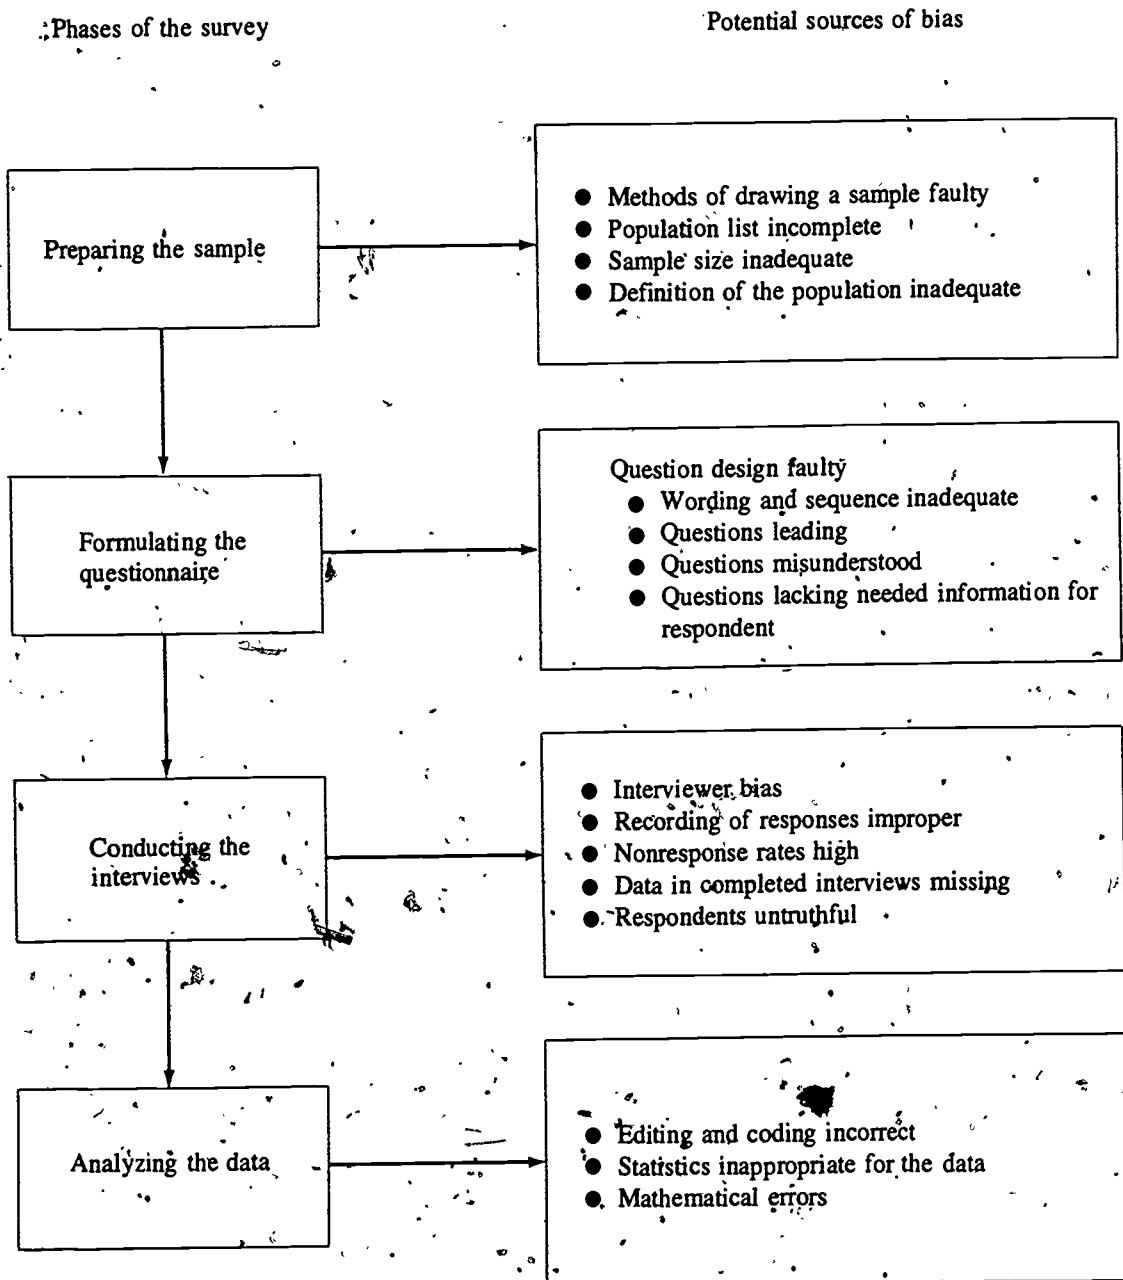 Phases of the survey
Potential sources of bias
Preparing the sample
● Methods of drawing a sample faulty
● Population list incomplete
● Sample size inadequate
● Definition of the population inadequate
Formulating the
questionnaire
Question design faulty
● Wording and sequence inadequate
● Questions leading
● Questions misunderstood
● Questions lacking needed information for
respondent
Conducting the
interviews
● Interviewer bias
● Recording of responses improper
● Nonresponse rates high
● Data in completed interviews missing
● Respondents untruthful
Analyzing the data
● Editing and coding incorrect
● Statistics inappropriate for the data
● Mathematical errors